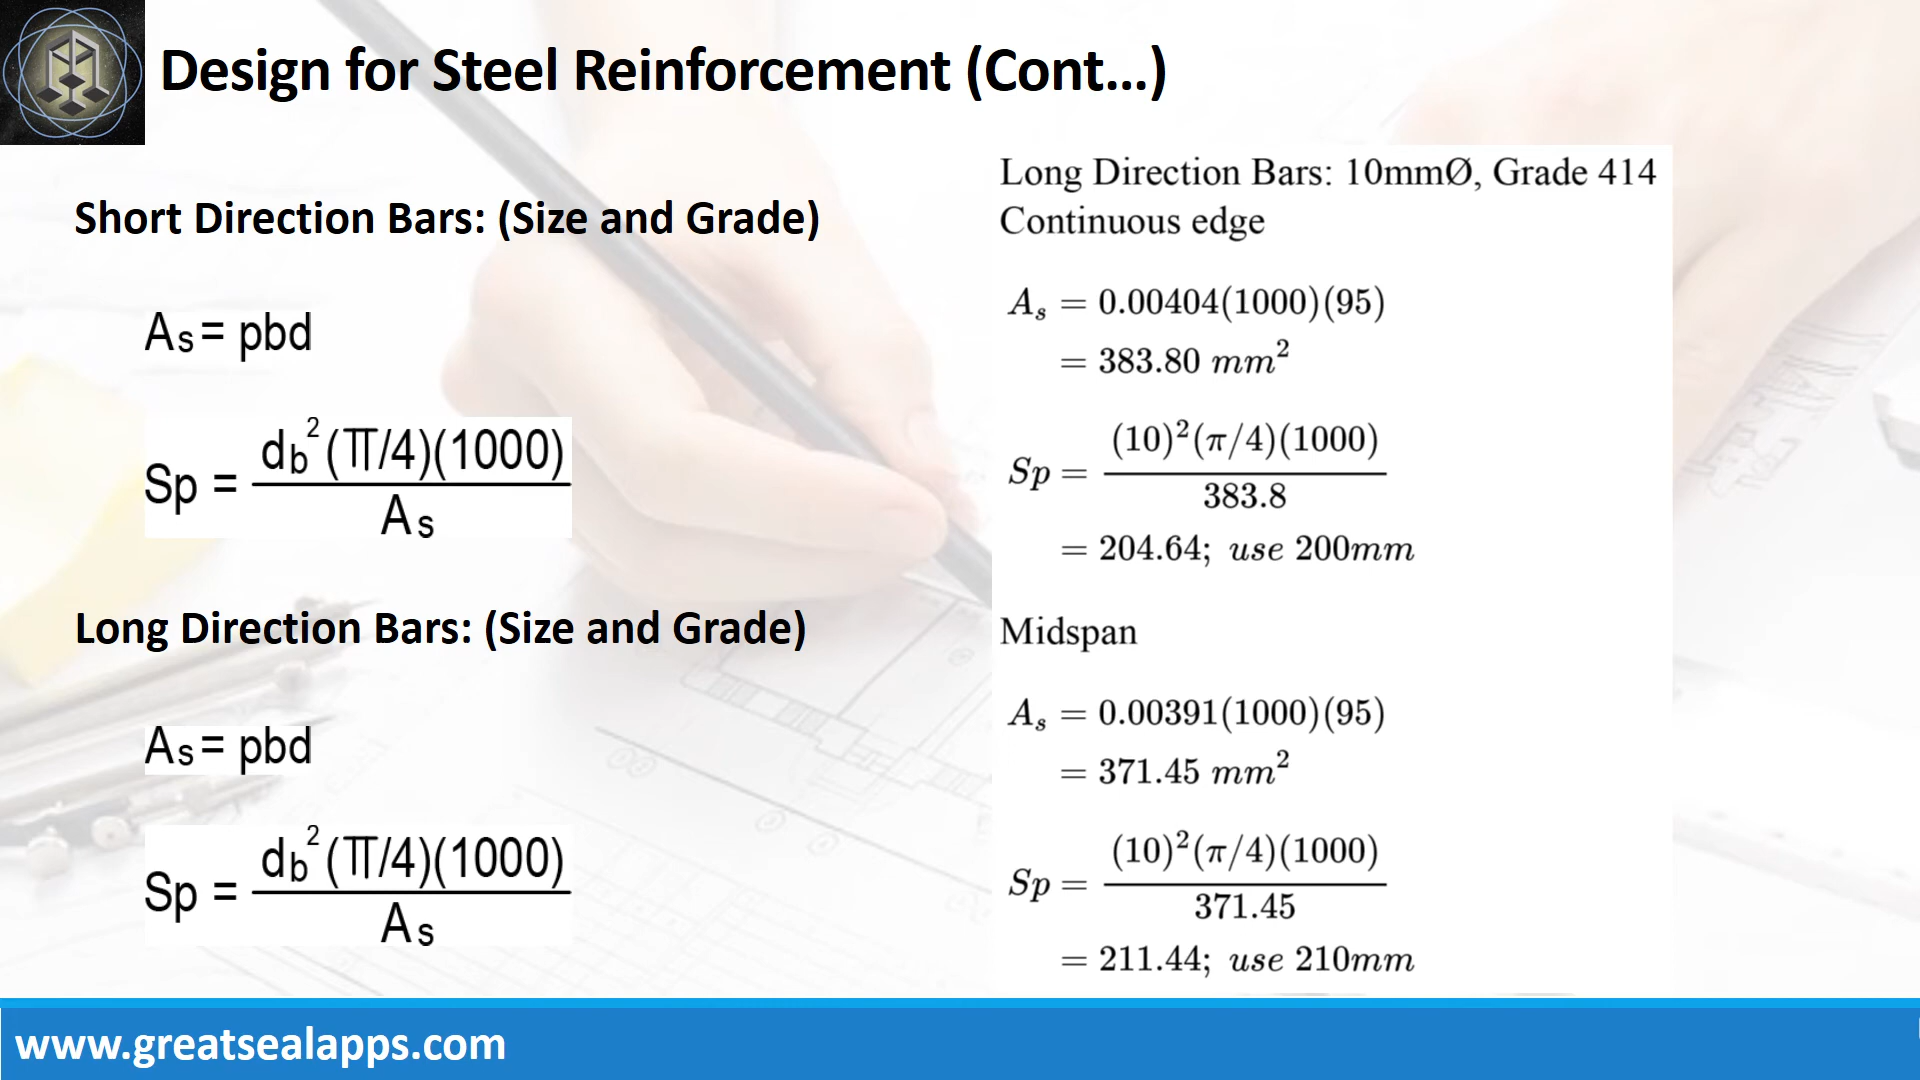 Design for Steel Reinforcement (Cont...)
Short Direction Bars: (Size and Grade)
As = pbd
Sp = db²(π/4)(1000) / As
Long Direction Bars: (Size and Grade)
As = pbd
Sp = db²(π/4)(1000) / As
Long Direction Bars: 10mmØ, Grade 414
Continuous edge
As = 0.00404(1000)(95)
= 383.80 mm²
Sp = (10)²(π/4)(1000) / 383.8
= 204.64; use 200mm
Midspan
As = 0.00391(1000)(95)
= 371.45 mm²
Sp = (10)²(π/4)(1000) / 371.45
= 211.44; use 210mm
www.greatsealapps.com